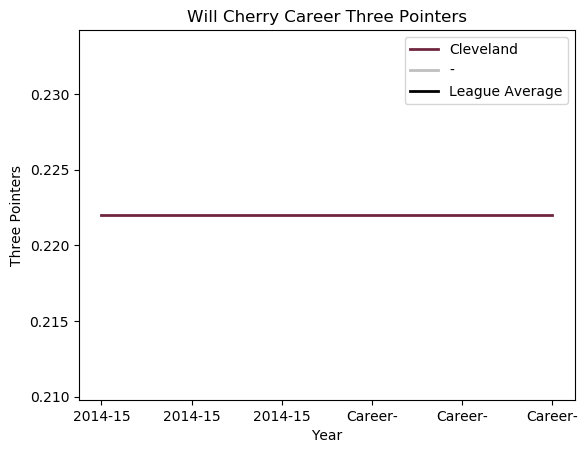 Will Cherry Career Three Pointers
Cleveland
-
League Average
Three Pointers
0.230
0.225
0.220
0.215
0.210
2014-15 2014-15 2014-15 Career- Career- Career-
Year